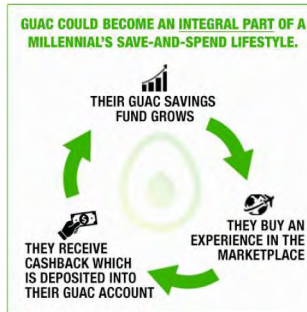 GUAC COULD BECOME AN INTEGRAL PART OF A
MILLENNIAL'S SAVE-AND-SPEND LIFESTYLE.
THEIR GUAC SAVINGS
FUND GROWS
THEY BUY AN
EXPERIENCE IN THE
MARKETPLACE
THEY RECEIVE
CASHBACK WHICH
IS DEPOSITED INTO
THEIR GUAC ACCOUNT